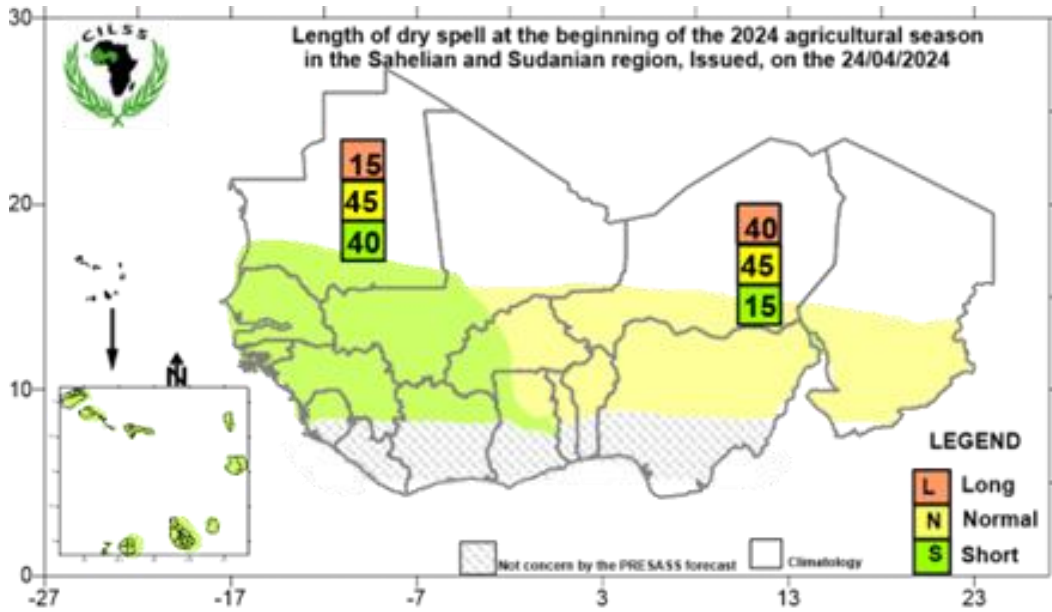 30
CILSS
Length of dry spell at the beginning of the 2024 agricultural season
in the Sahelian and Sudanian region, Issued, on the 24/04/2024
15
45
40
20
40
45
15
10
N
Z
LEGEND
L Long
N Normal
S Short
Not concern by the PRESASS forecast
Climatology
0
-27
-17
-7
3
13
23